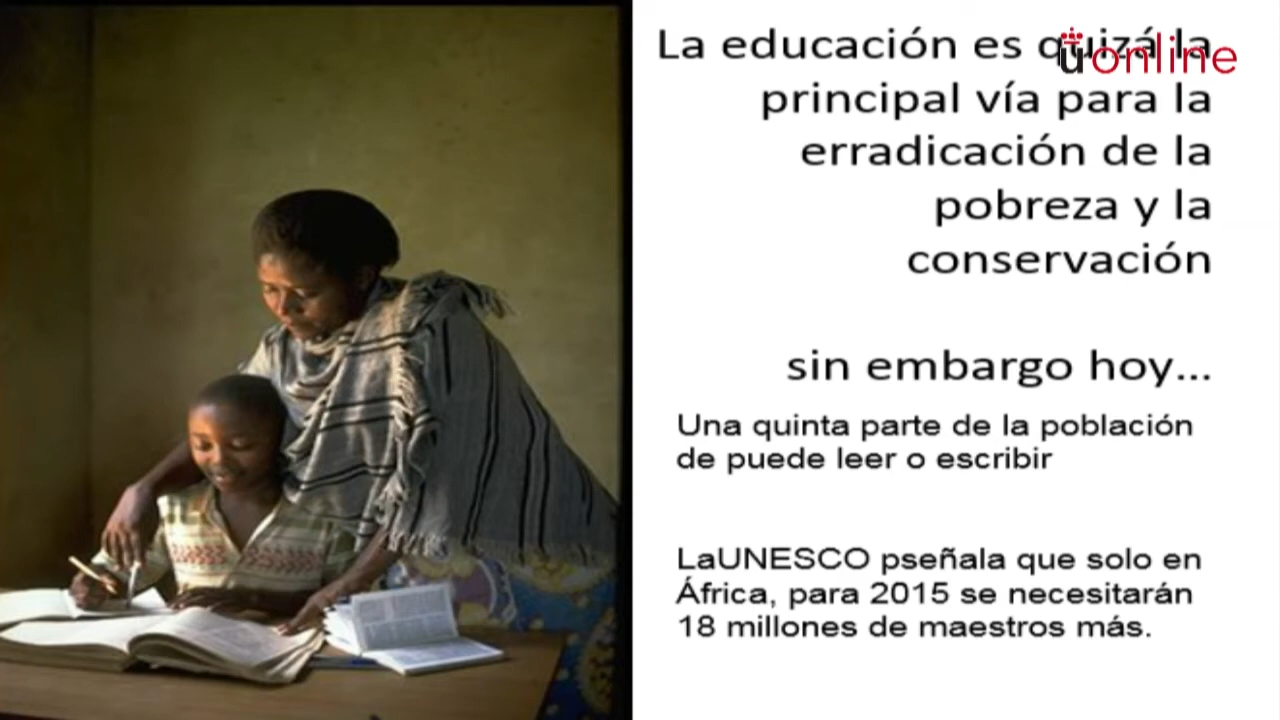 La educación es quizá la
principal vía para la
erradicación de la
pobreza y la
conservación
sin embargo hoy...
Una quinta parte de la población
de puede leer o escribir
LaUNESCO pseñala que solo en
África, para 2015 se necesitarán
18 millones de maestros más.
uonline